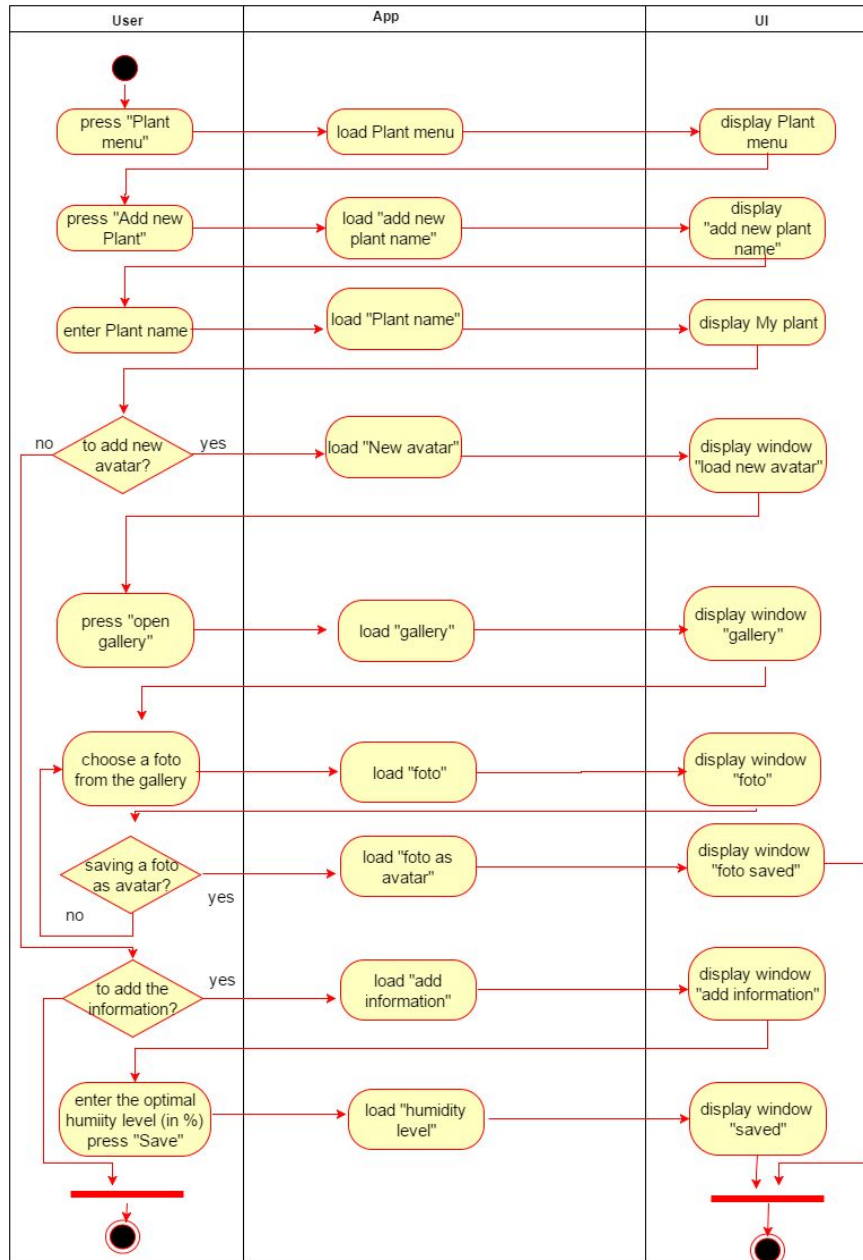 User
App
UI
press "Plant
menu"
load Plant menu
display Plant
menu
press "Add new
Plant"
load "add new
plant name"
display
"add new plant
name"
enter Plant name
load "Plant name"
display My plant
no
to add new
avatar?
yes
load "New avatar"
display window
"load new avatar"
press "open
gallery"
load "gallery"
display window
"gallery"
choose a foto
from the gallery
load "foto"
display window
"foto"
saving a foto
as avatar?
yes
no
load "foto as
avatar"
display window
"foto saved"
to add the
information?
yes
load "add
information"
display window
"add information"
enter the optimal
humiity level (in %)
press "Save"
load "humidity
level"
display window
"saved"